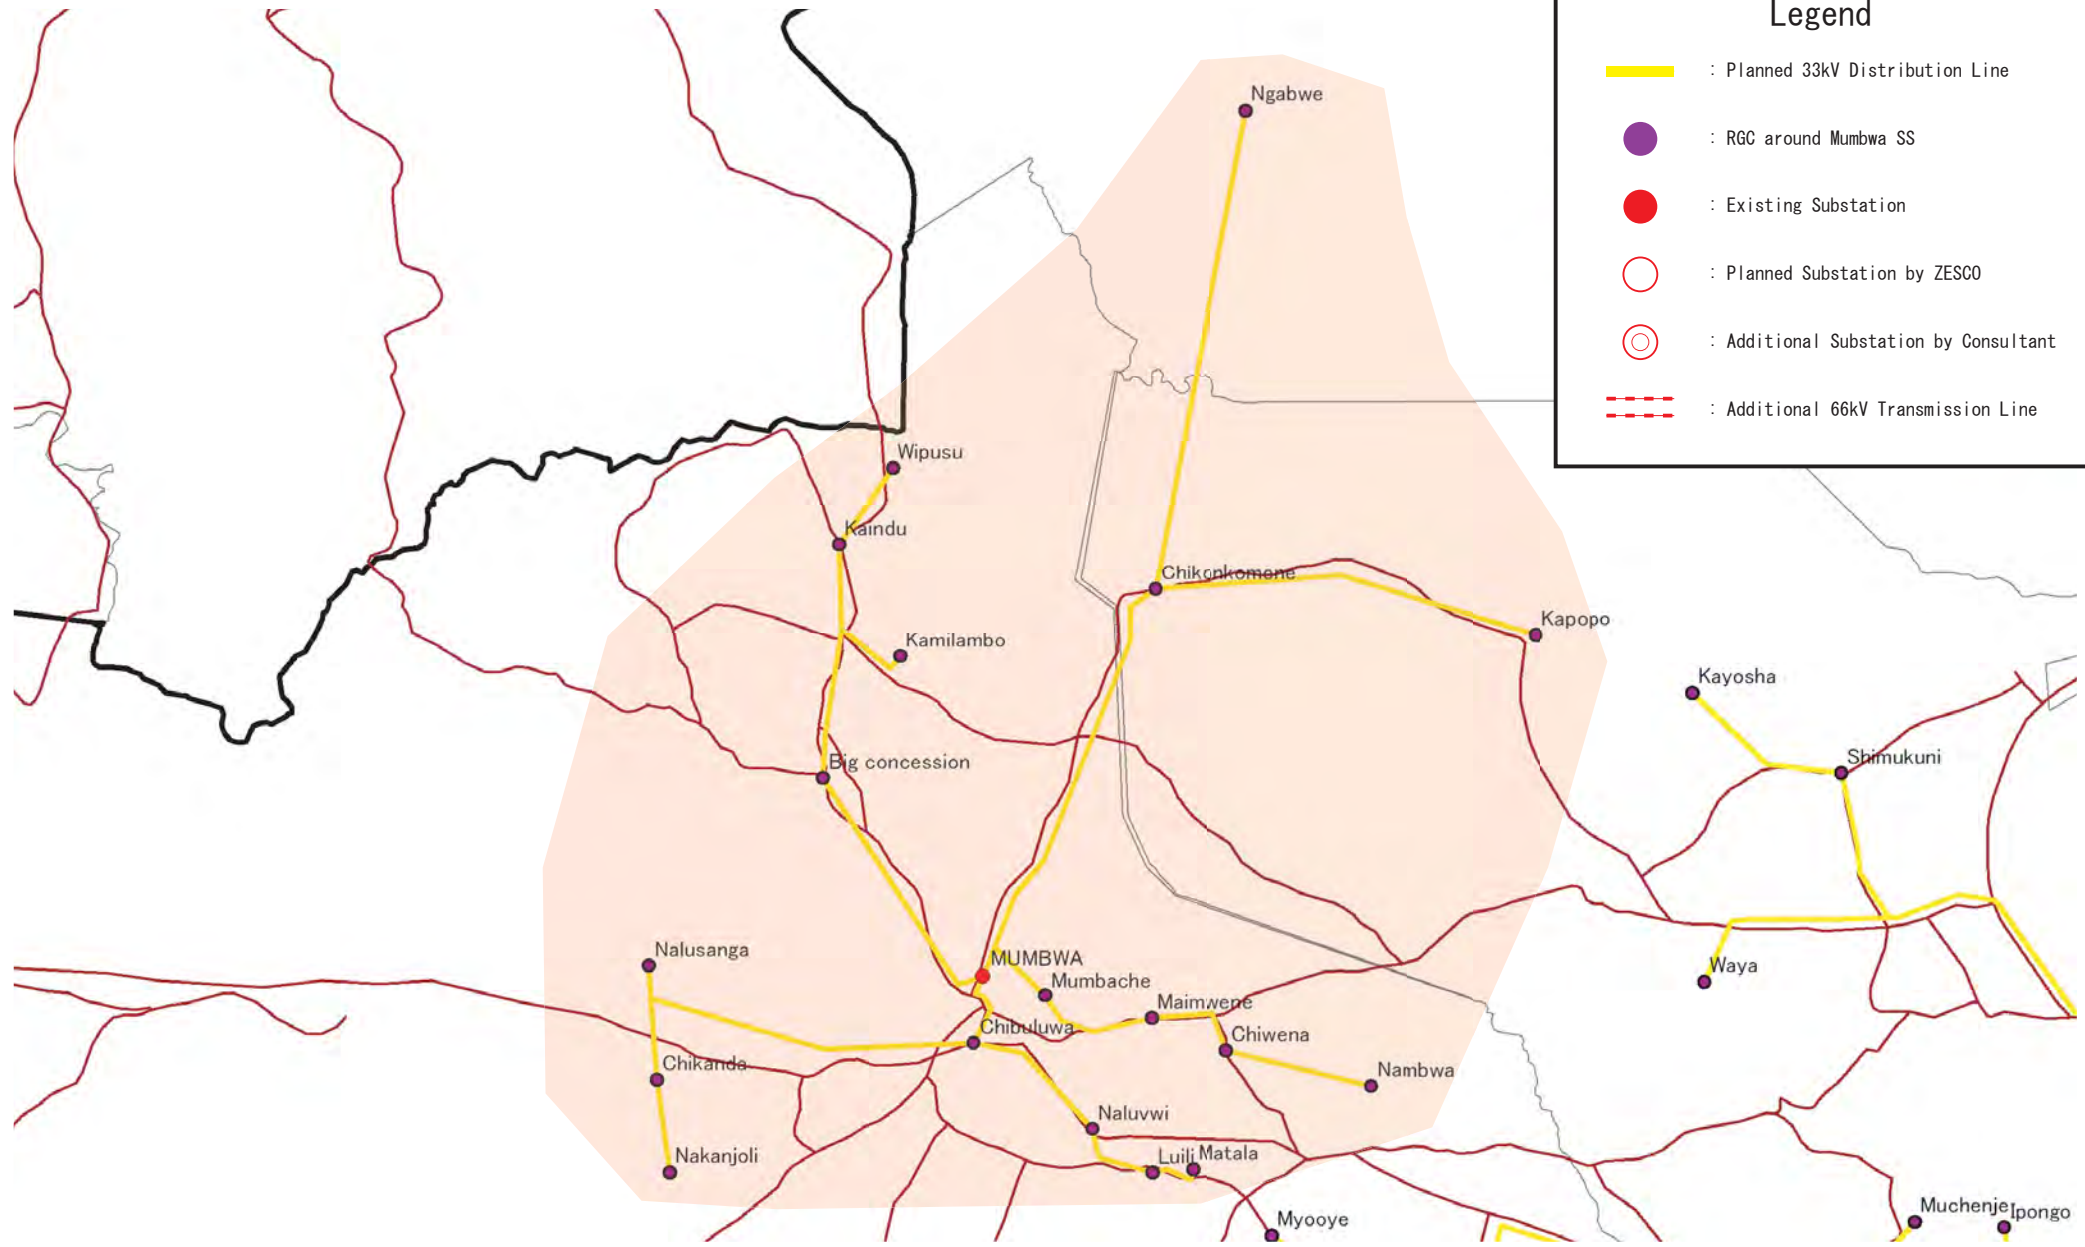 Legend
: Planned 33kV Distribution Line
: RGC around Mumbwa SS
: Existing Substation
: Planned Substation by ZESCO
: Additional Substation by Consultant
: Additional 66kV Transmission Line
Ngabwe
Wipusu
Kaindu
Chikonkomene
Kapopo
Kamilambo
Kayosha
Shimukuni
Big concession
Nalusanga
MUMBWA
Mumbache
Waya
Maimwene
Chibuluwa
Chiwena
Chikanda
Nambwa
Naluvwi
Nakanjoli
Luili
Matala
Myooye
Muchenje
Ipongo